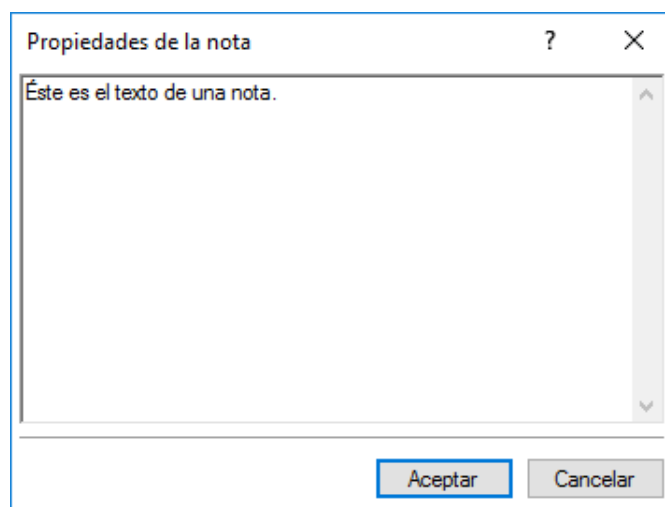 Propiedades de la nota ?
Éste es el texto de una nota.
Aceptar Cancelar